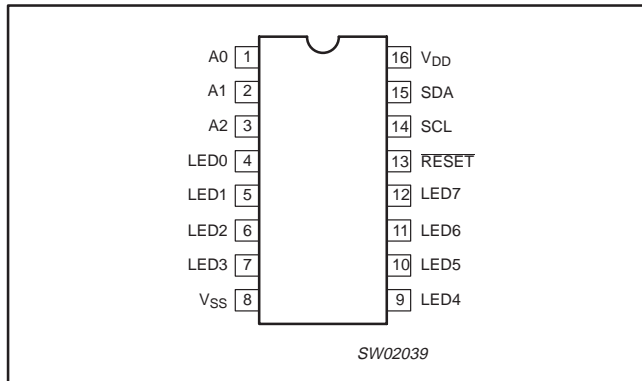 A0 1 16 VDD
A1 2 15 SDA
A2 3 14 SCL
LED0 4 13 RESET
LED1 5 12 LED7
LED2 6 11 LED6
LED3 7 10 LED5
VSS 8 9 LED4
SW02039